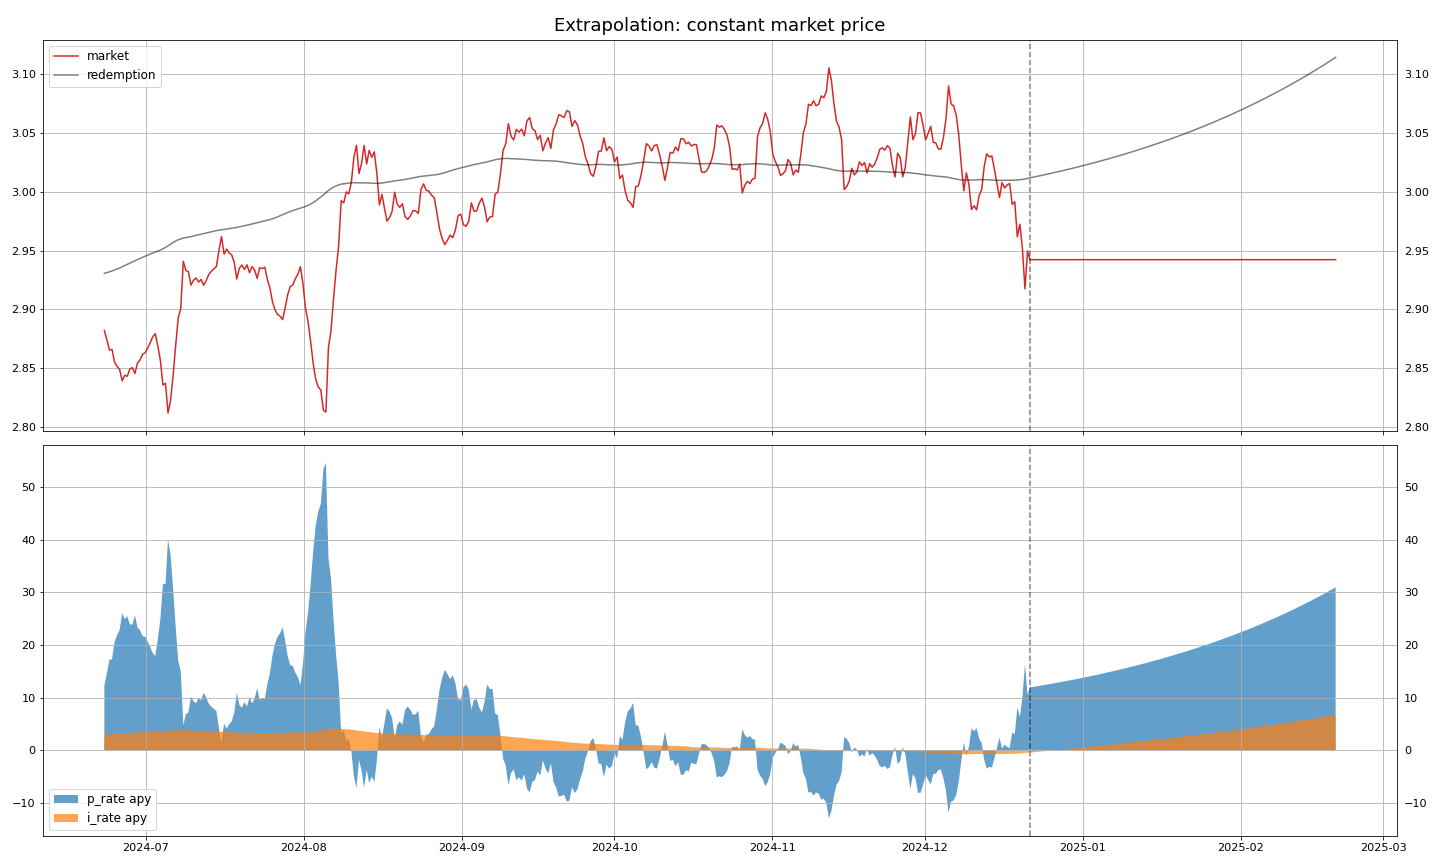 Extrapolation: constant market price
market
redemption
3.10 3.10
3.05 3.05
3.00 3.00
2.95 2.95
2.90 2.90
2.85 2.85
2.80 2.80
50 50
40 40
30 30
20 20
10 10
0 0
−10 −10
p_rate apy
i_rate apy
2024-07 2024-08 2024-09 2024-10 2024-11 2024-12 2025-01 2025-02 2025-03